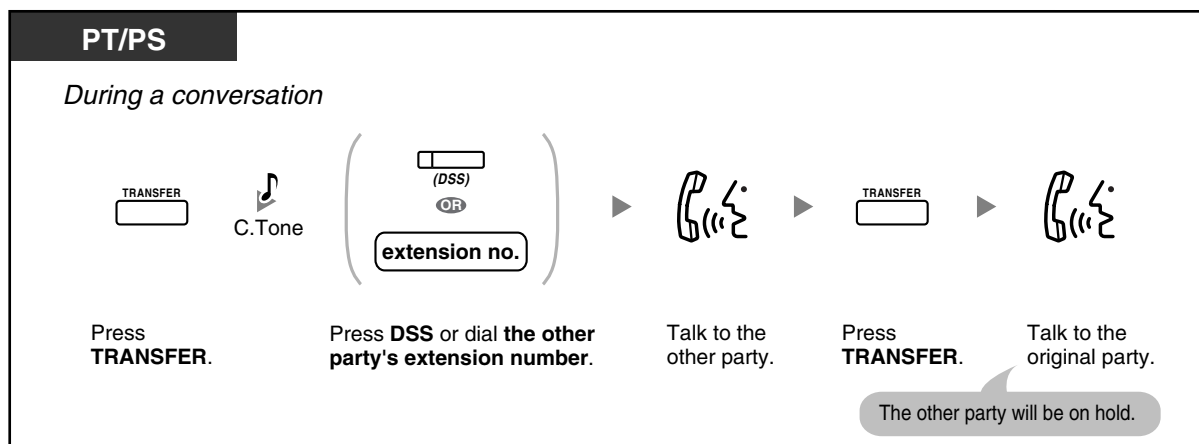 PT/PS
During a conversation
TRANSFER
C.Tone
(DSS)
OR
extension no.
TRANSFER
Press
TRANSFER.
Press DSS or dial the other
party's extension number.
Talk to the
other party.
Press
TRANSFER.
Talk to the
original party.
The other party will be on hold.